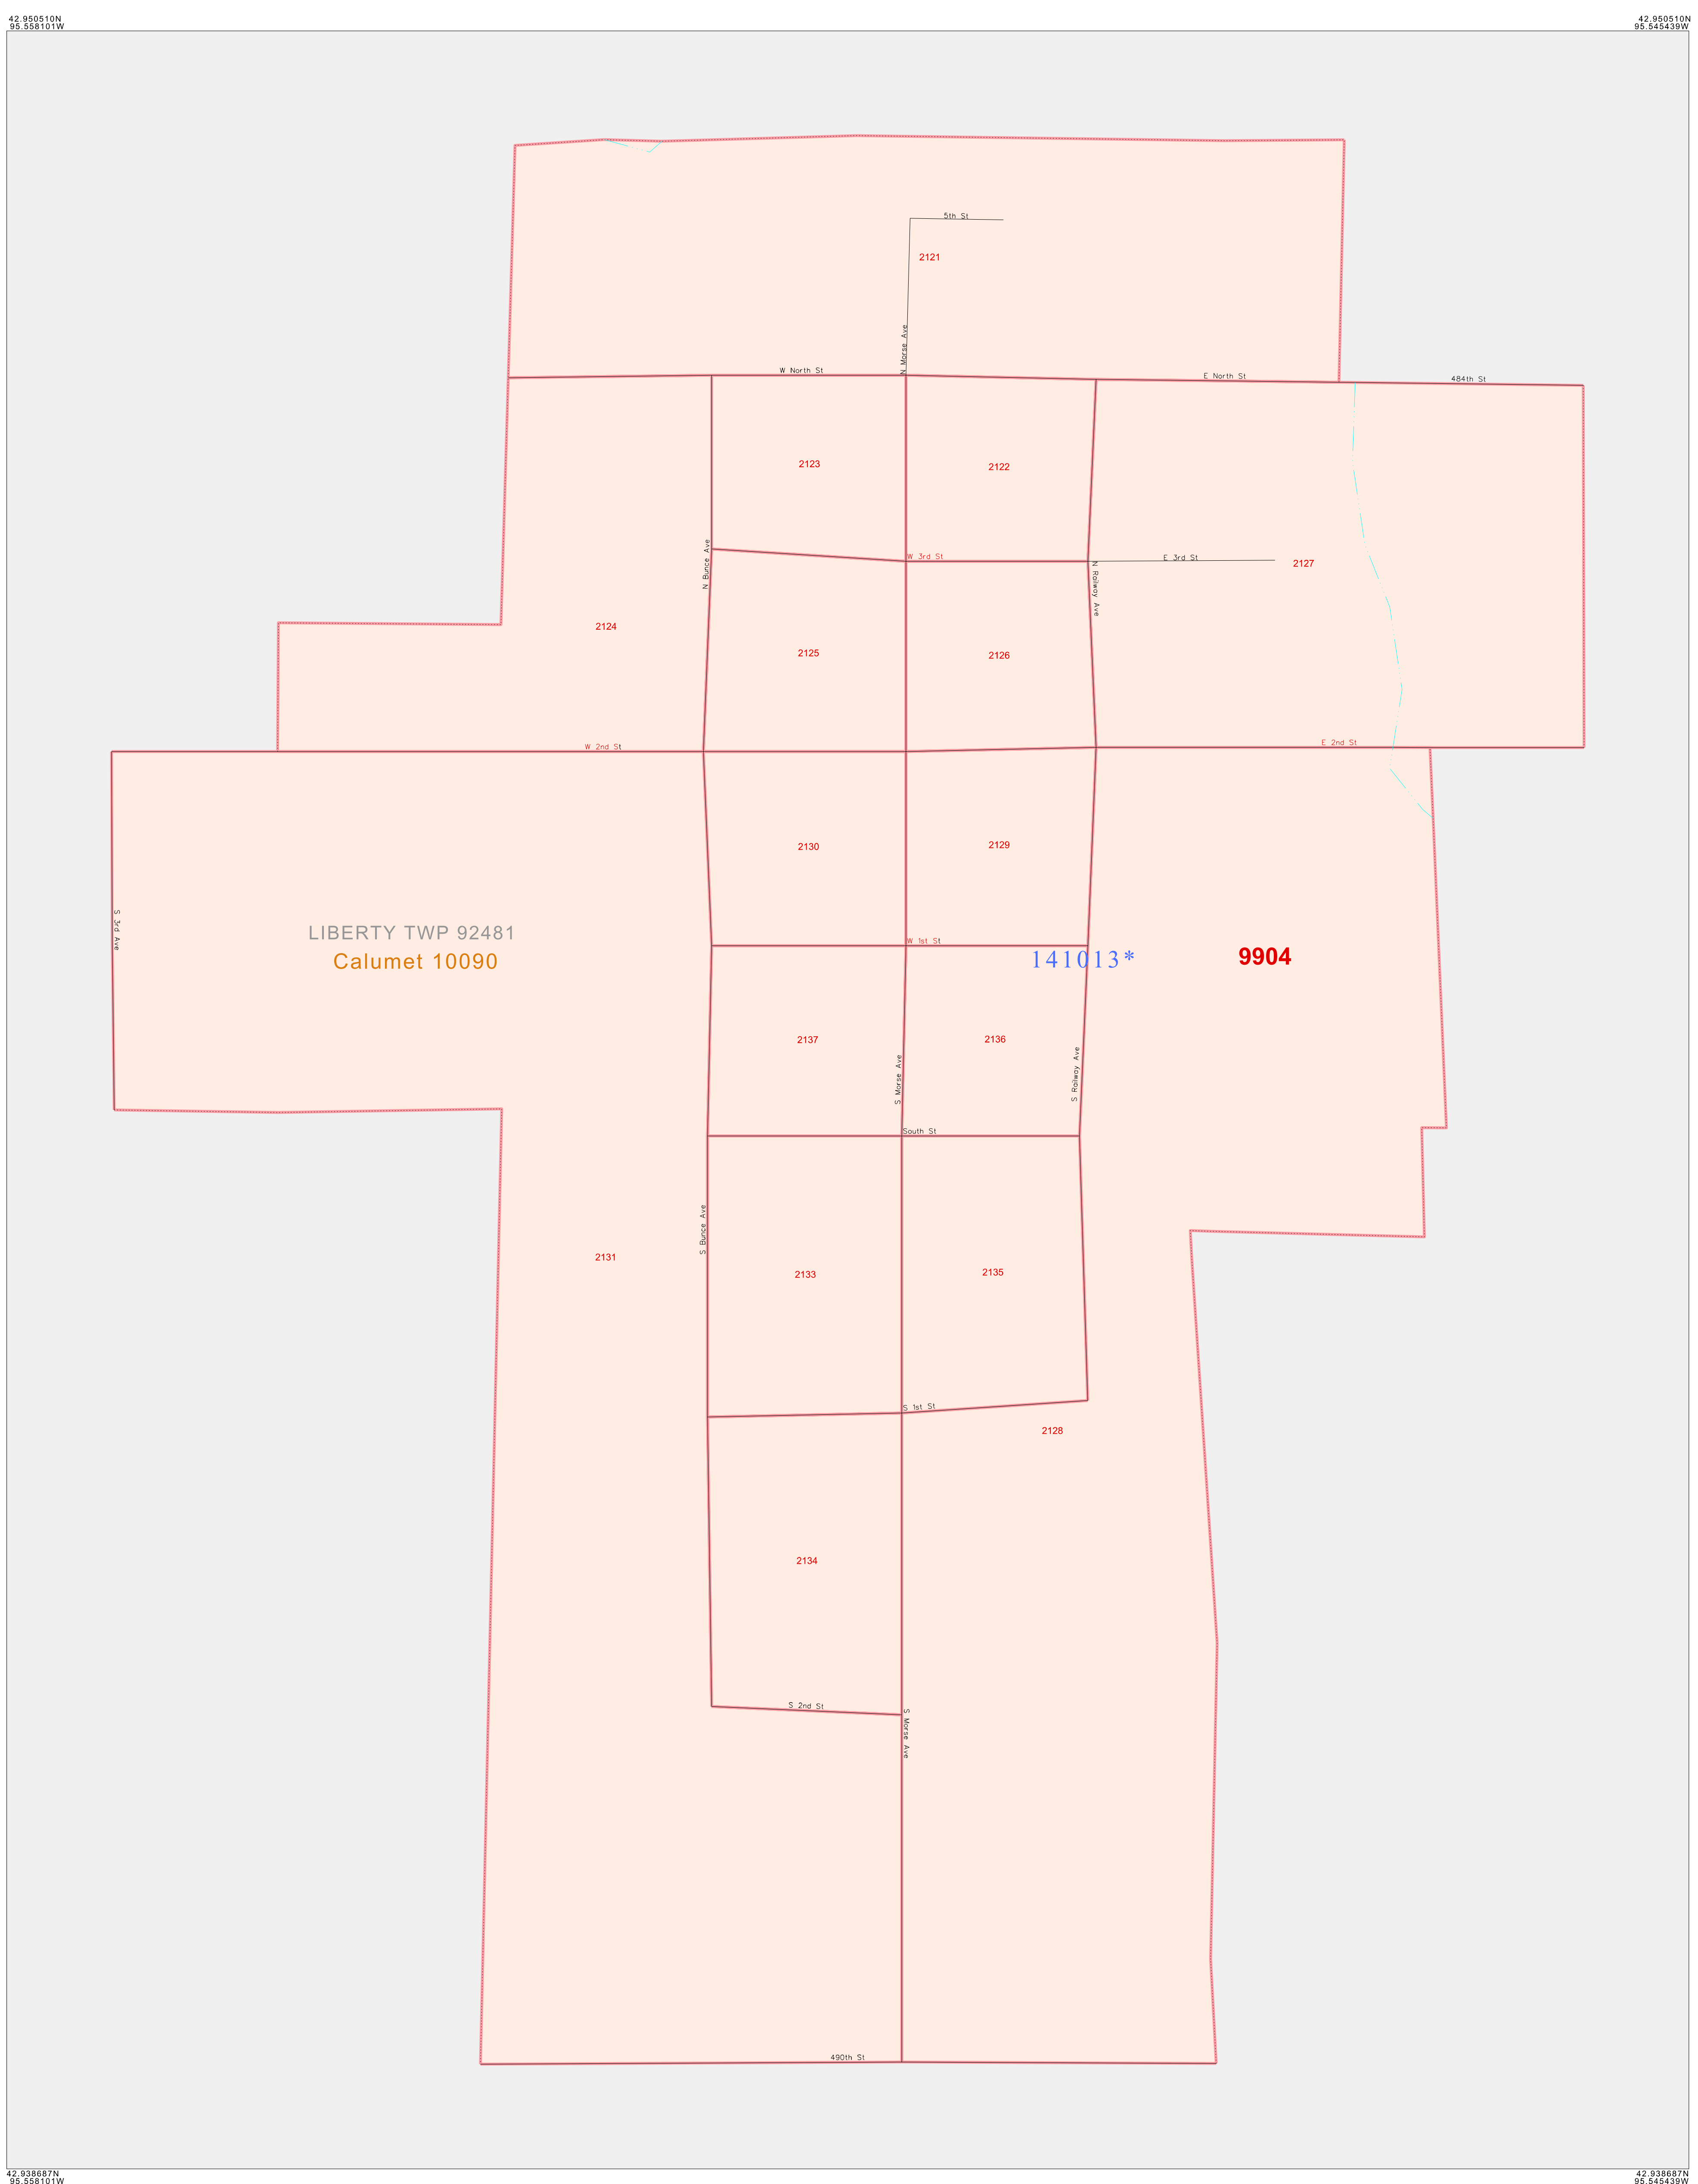 42.950510N
95.558101W
42.950510N
95.545439W
5th St
2121
N Morse Ave
W North St
E North St
484th St
2123
2122
N Bunce Ave
W 3rd St
E 3rd St
2127
N Railway Ave
2124
2125
2126
W 2nd St
E 2nd St
2130
2129
S 3rd Ave
LIBERTY TWP 92481
Calumet 10090
W 1st St
141013*
9904
2137
2136
S Morse Ave
S Railway Ave
South St
S Bunce Ave
2131
2133
2135
S 1st St
2128
2134
S 2nd St
S Morse Ave
490th St
42.938687N
95.558101W
42.938687N
95.545439W